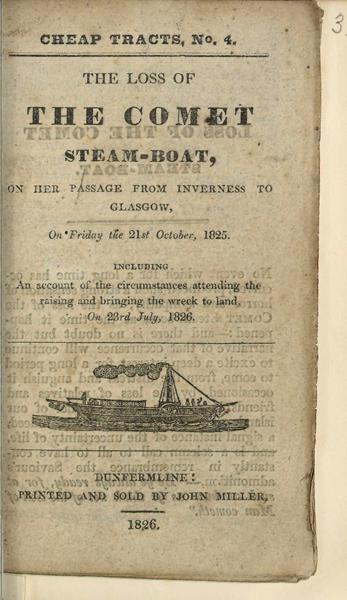 3
CHEAP TRACTS, No. 4.
THE LOSS OF
THE COMET
STEAM-BOAT,
ON HER PASSAGE FROM INVERNESS TO
GLASGOW,
On Friday the 21st October, 1825.
INCLUDING
An account of the circumstances attending the
raising and bringing the wreck to land,
On 23rd July, 1826.
DUNFERMLINE:
PRINTED AND SOLD BY JOHN MILLER,
1826.